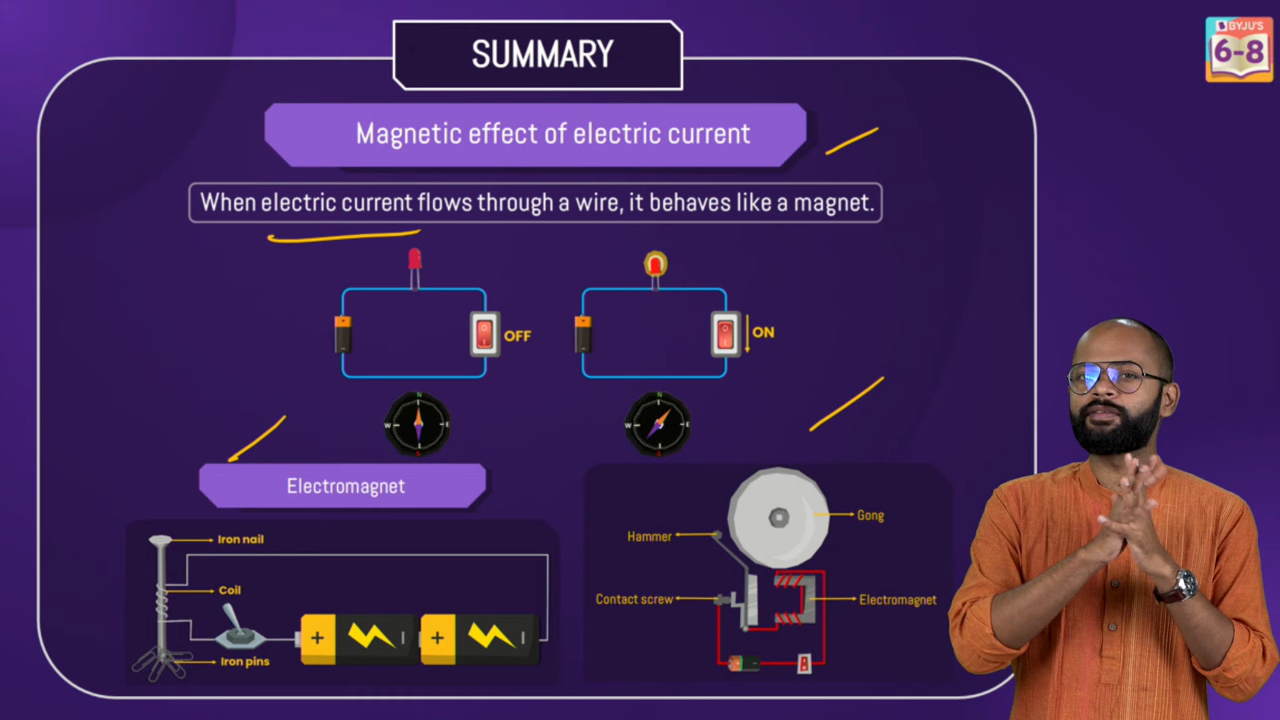 SUMMARY
BYJU'S
6-8
Magnetic effect of electric current
When electric current flows through a wire, it behaves like a magnet.
OFF
ON
N
W E
S
N
W E
S
Electromagnet
Iron nail
Coil
Iron pins
+
+
Gong
Hammer
Contact screw
Electromagnet